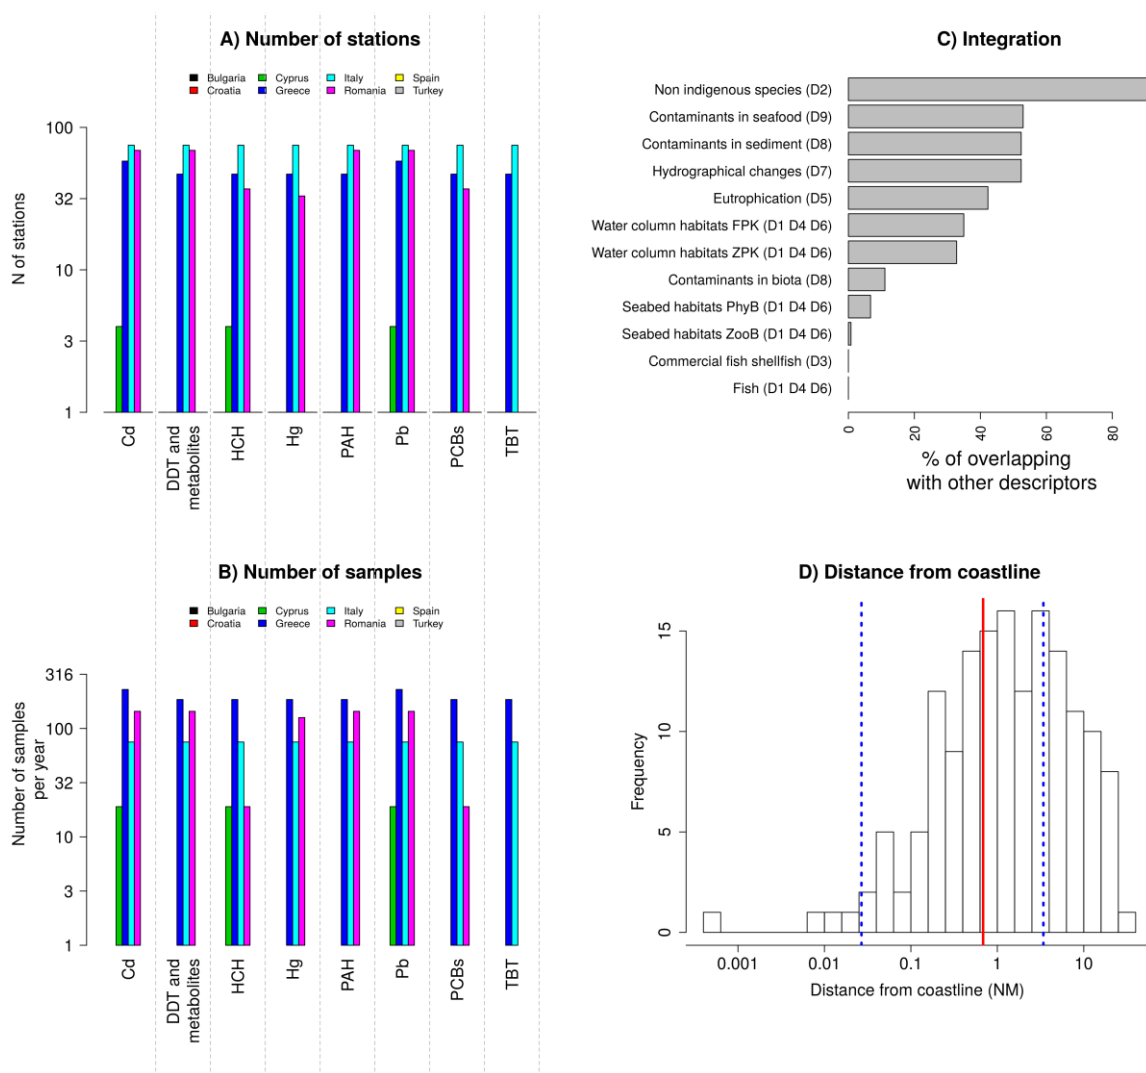 A) Number of stations
Bulgaria Cyprus Italy Spain
Croatia Greece Romania Turkey
N of stations
100
32
10
3
1
Cd
DDT and
metabolites
HCH
Hg
PAH
Pb
PCBs
TBT
C) Integration
Non indigenous species (D2)
Contaminants in seafood (D9)
Contaminants in sediment (D8)
Hydrographical changes (D7)
Eutrophication (D5)
Water column habitats FPK (D1 D4 D6)
Water column habitats ZPK (D1 D4 D6)
Contaminants in biota (D8)
Seabed habitats PhyB (D1 D4 D6)
Seabed habitats ZooB (D1 D4 D6)
Commercial fish shellfish (D3)
Fish (D1 D4 D6)
0 20 40 60 80
% of overlapping
with other descriptors
B) Number of samples
Bulgaria Cyprus Italy Spain
Croatia Greece Romania Turkey
Number of samples
per year
316
100
32
10
3
1
Cd
DDT and
metabolites
HCH
Hg
PAH
Pb
PCBs
TBT
D) Distance from coastline
Frequency
15
10
5
0
0.001 0.01 0.1 1 10
Distance from coastline (NM)